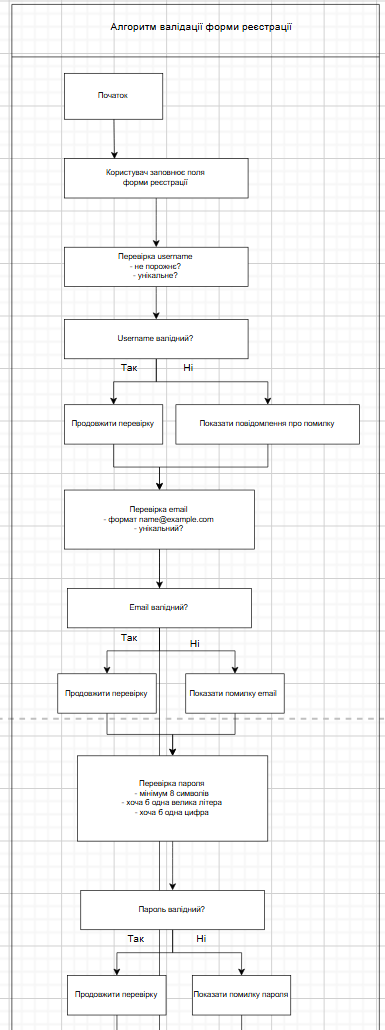 Алгоритм валідації форми реєстрації
Початок
Користувач заповнює поля
форми реєстрації
Перевірка username
- не порожнє?
- унікальне?
Username валідний?
Так
Ні
Продовжити перевірку
Показати повідомлення про помилку
Перевірка email
- формат name@example.com
- унікальний?
Email валідний?
Так
Ні
Продовжити перевірку
Показати помилку email
Перевірка пароля
- мінімум 8 символів
- хоча б одна велика літера
- хоча б одна цифра
Пароль валідний?
Так
Ні
Продовжити перевірку
Показати помилку пароля